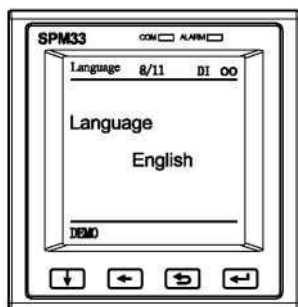 SPM33 COM ALARM
Language 8/11 DI OO
Language
English
DEMO